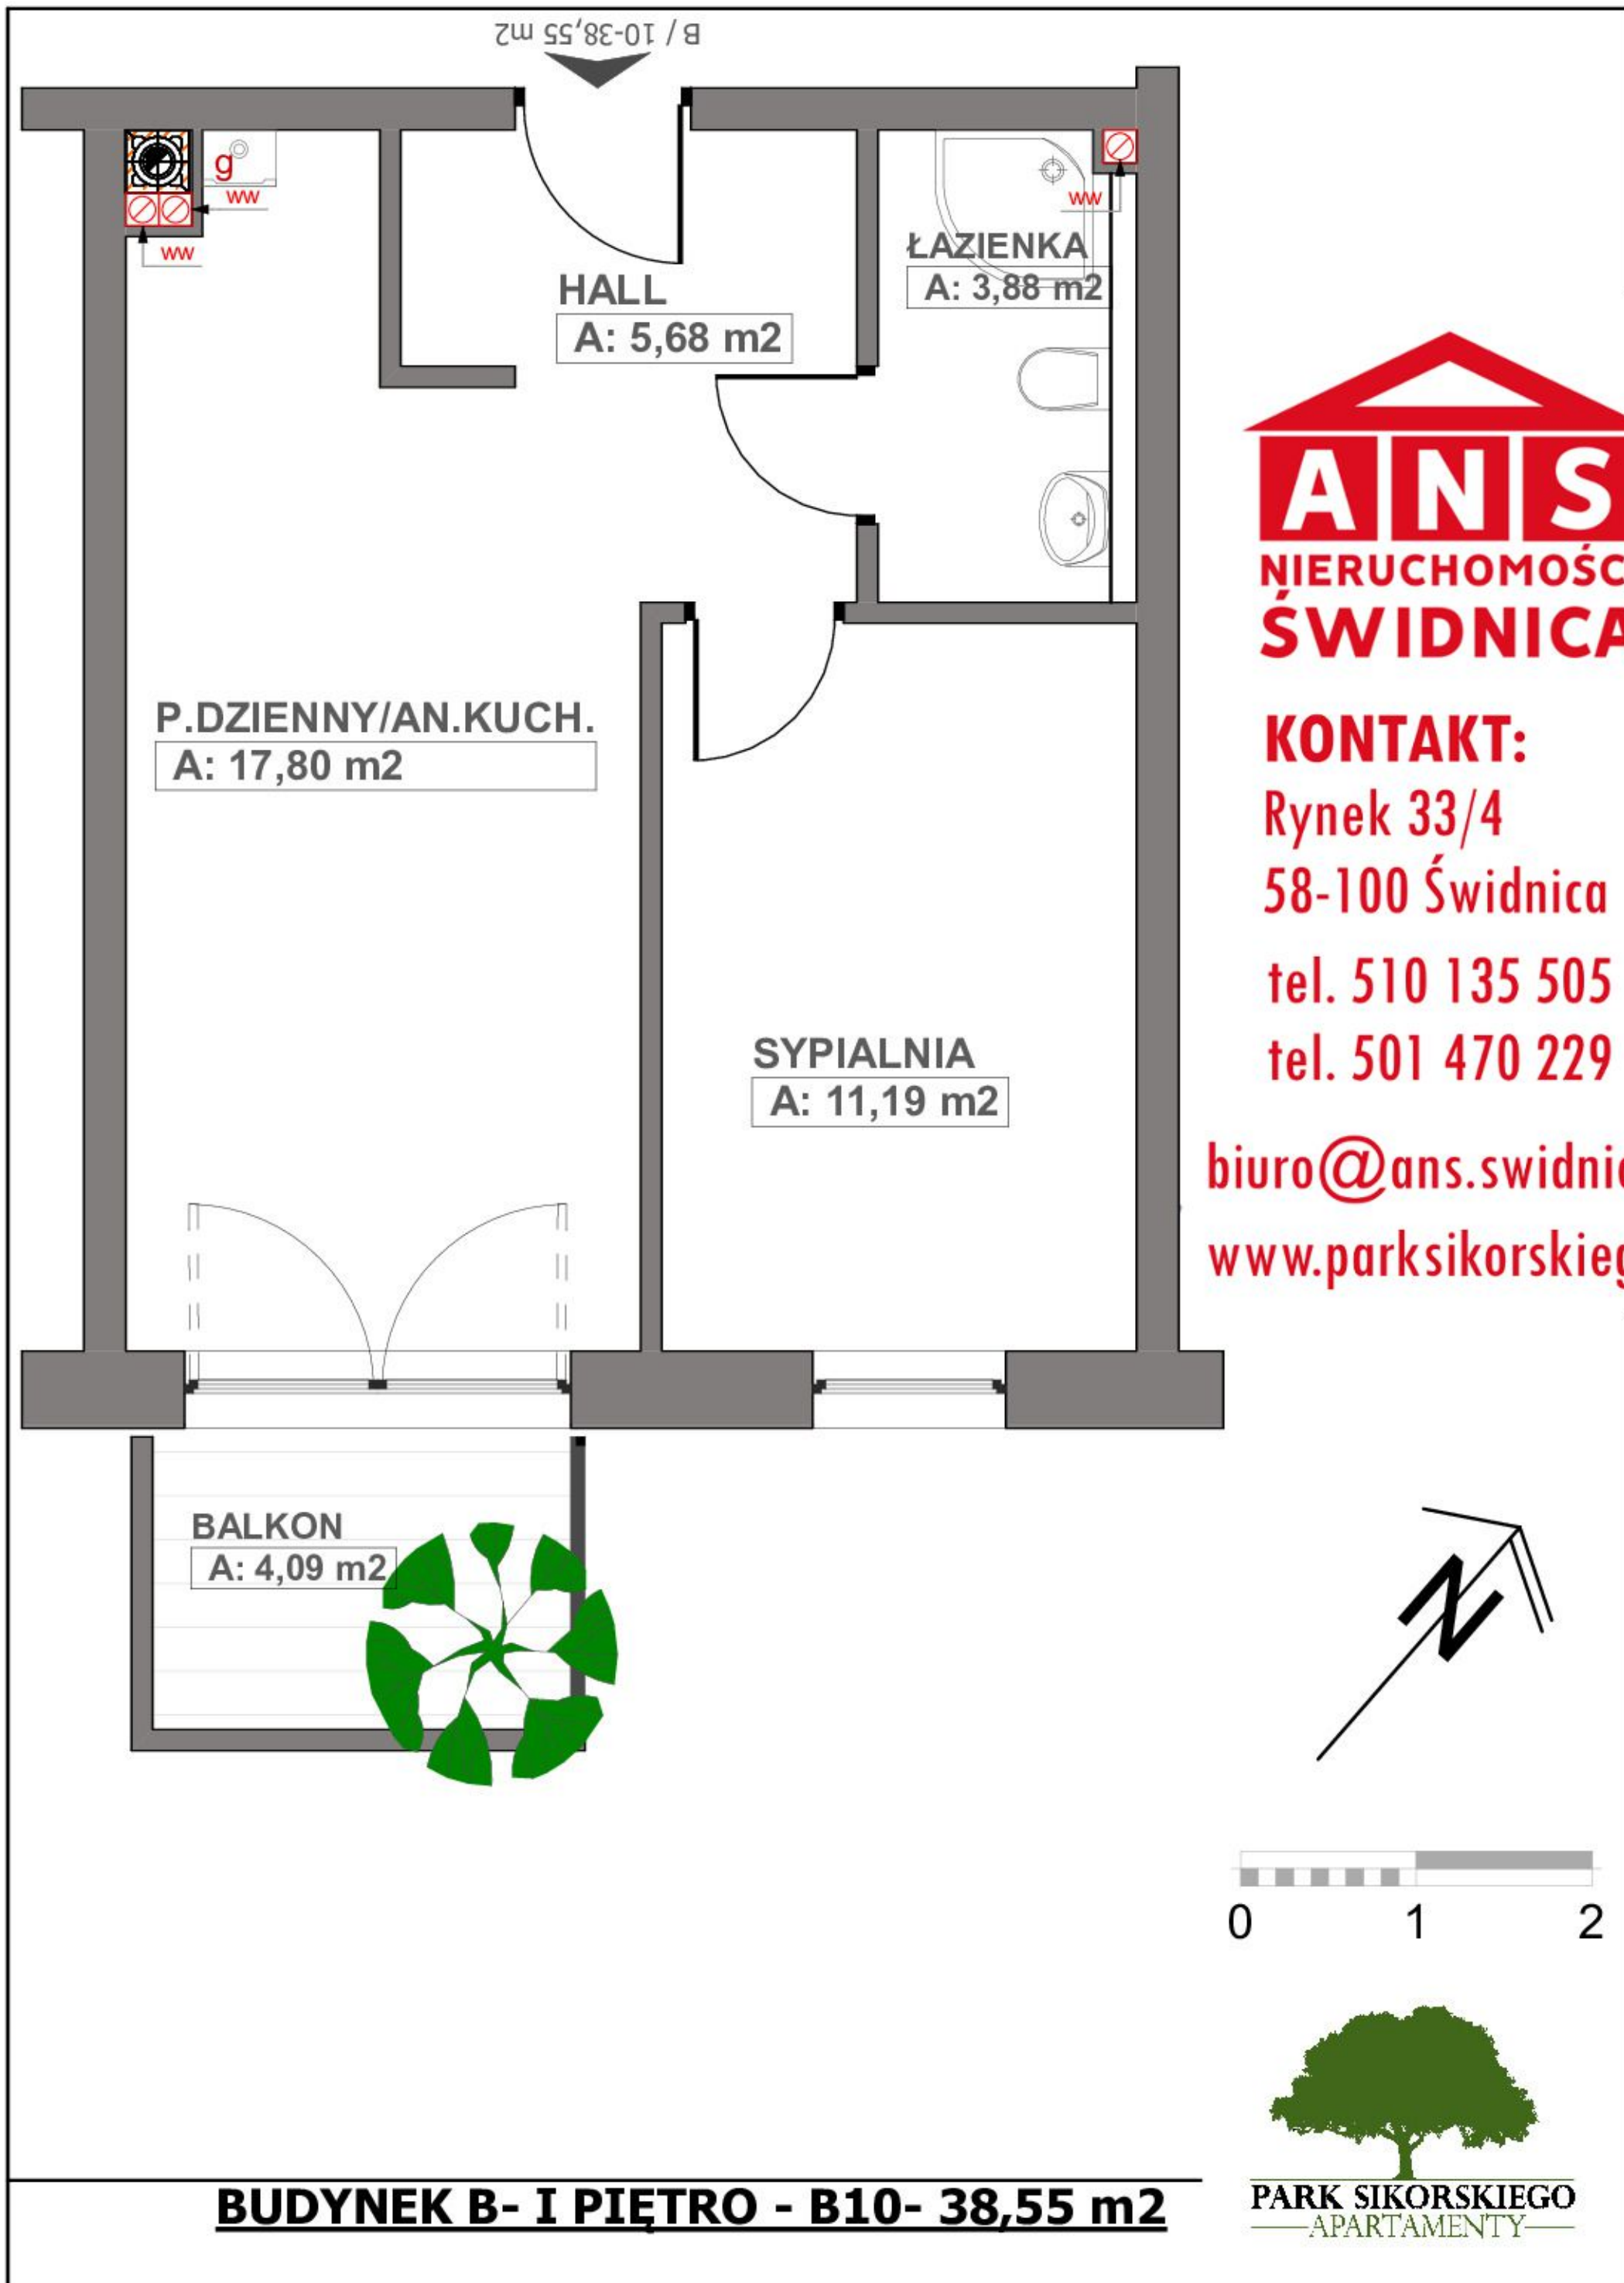 B / 10-38,55 m2
g
ww
ww
ww
HALL
A: 5,68 m2
ŁAZIENKA
A: 3,88 m2
P.DZIENNY/AN.KUCH.
A: 17,80 m2
SYPIALNIA
A: 11,19 m2
BALKON
A: 4,09 m2
ANS
NIERUCHOMOŚC
ŚWIDNICA
KONTAKT:
Rynek 33/4
58-100 Świdnica
tel. 510 135 505
tel. 501 470 229
biuro@ans.swidnic
www.parksikorskieg
N
0 1 2
PARK SIKORSKIEGO
APARTAMENTY
BUDYNEK B- I PIĘTRO - B10- 38,55 m2